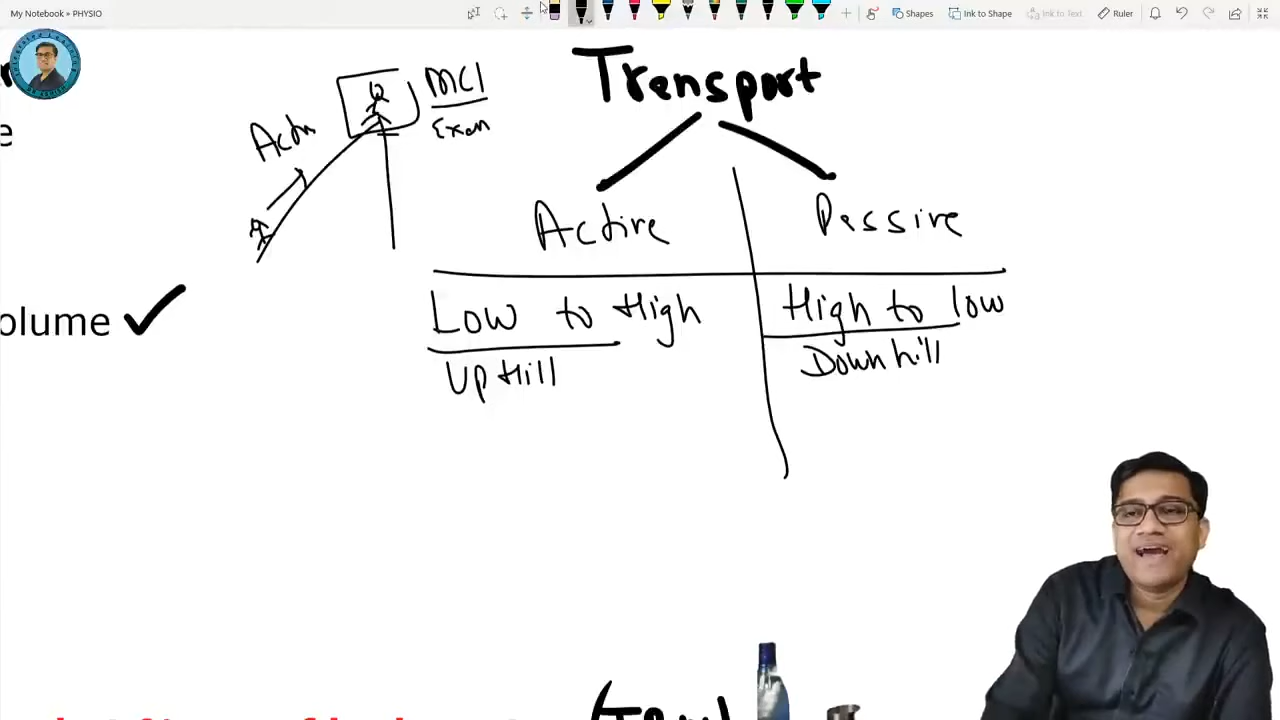 My Notebook » PHYSIO
Shapes
Ink to Shape
Ink to Text
Ruler
Transport
MCI
Exam
Active
Passive
Low to High
High to low
Up Hill
Down hill
olume